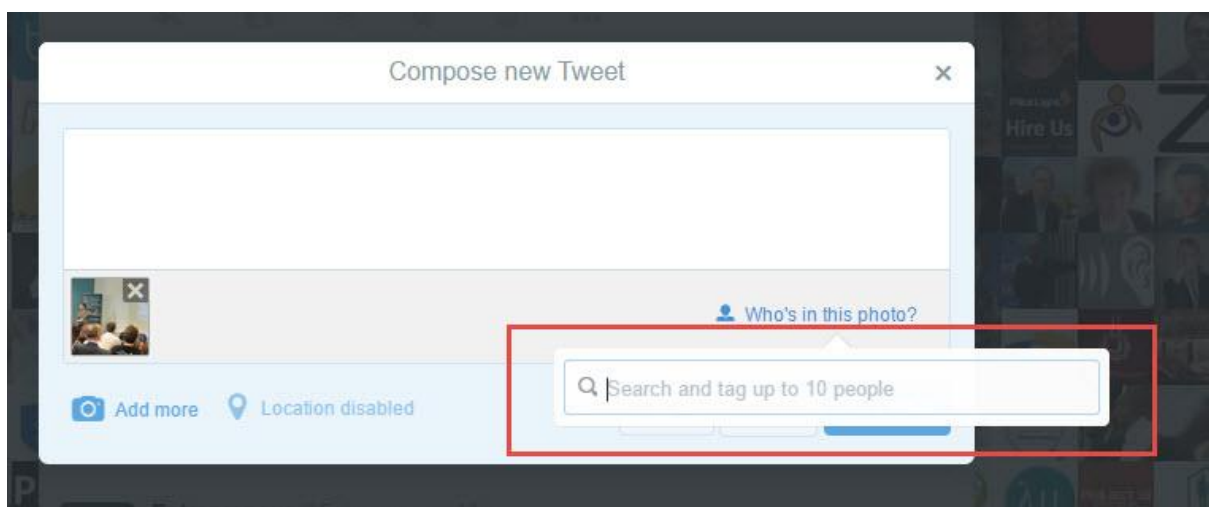 Compose new Tweet
Hire Us
Who's in this photo?
Search and tag up to 10 people
Add more
Location disabled